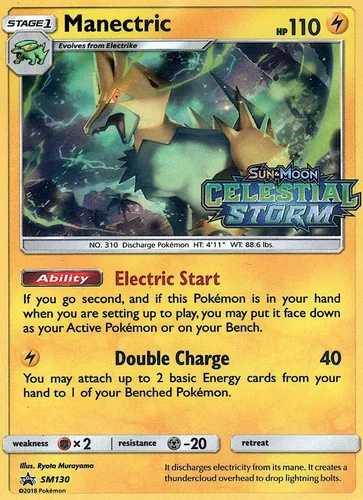 STAGE 1 Manectric HP 110
Evolves from Electrike
SUN & MOON
CELESTIAL
STORM
NO. 310 Discharge Pokémon HT: 4'11" WT: 88.6 lbs.
Ability Electric Start
If you go second, and if this Pokémon is in your hand
when you are setting up to play, you may put it face down
as your Active Pokémon or on your Bench.
Double Charge 40
You may attach up to 2 basic Energy cards from your
hand to 1 of your Benched Pokémon.
weakness ×2 resistance -20 retreat
Illus. Ryota Murayama
SM130
©2018 Pokémon
It discharges electricity from its mane. It creates a
thundercloud overhead to drop lightning bolts.